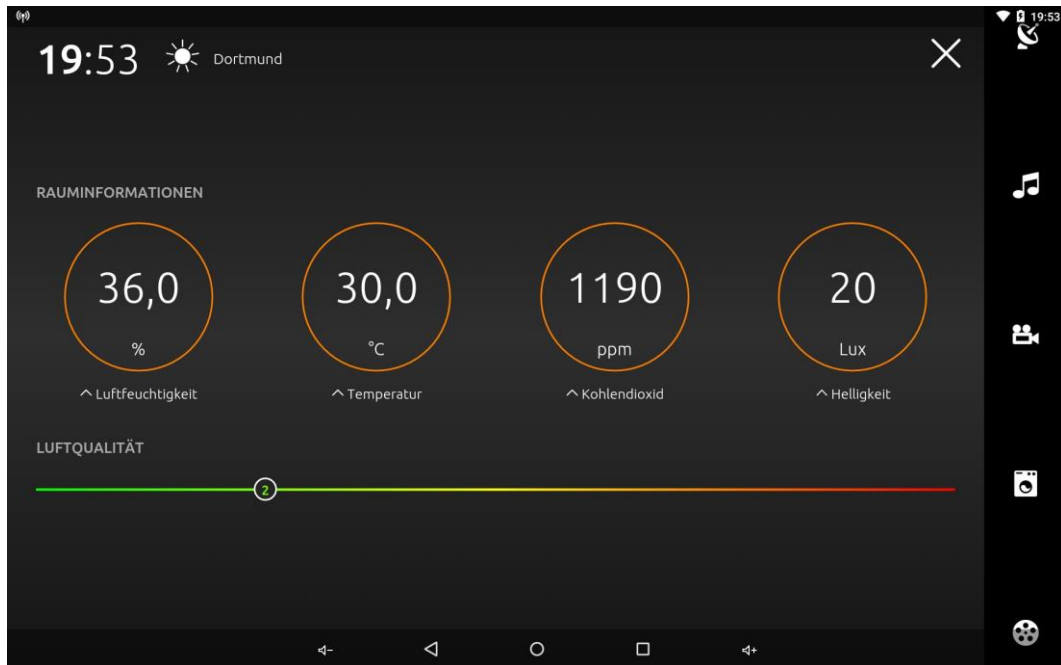 19:53
19:53 Dortmund
RAUMINFORMATIONEN
36,0 30,0 1190 20
% °C ppm Lux
Luftfeuchtigkeit Temperatur Kohlendioxid Helligkeit
LUFTQUALITÄT
2